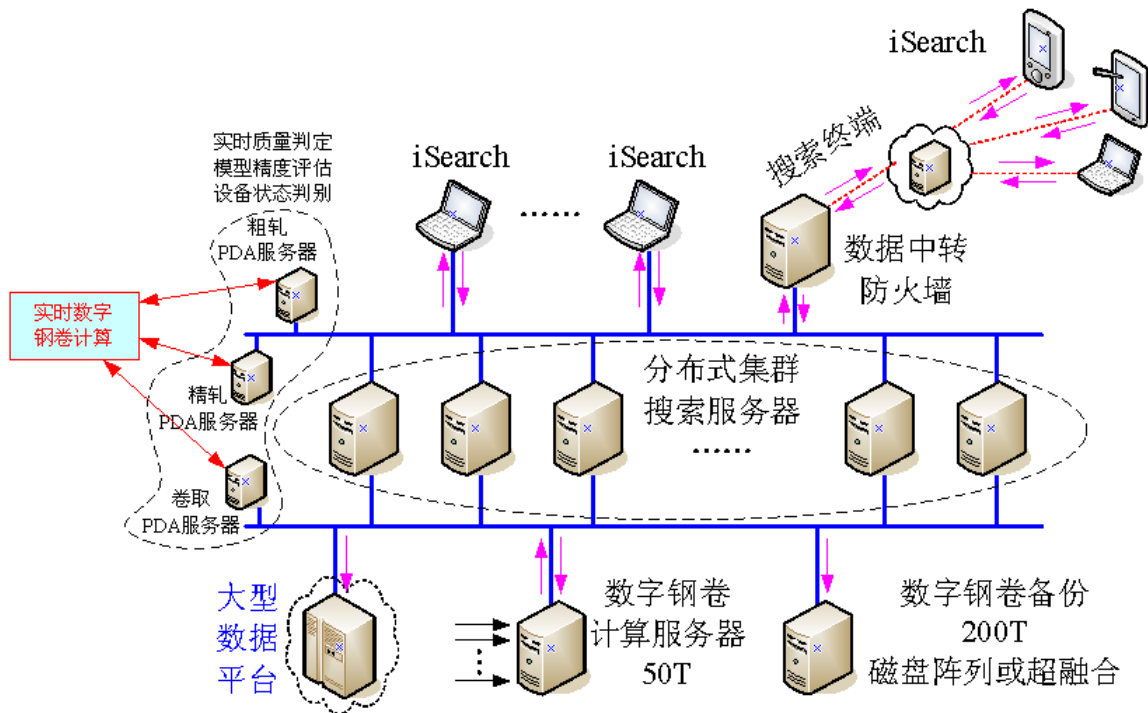 iSearch
实时质量判定
模型精度评估
设备状态判别
iSearch
iSearch
搜索终端
粗轧
PDA服务器
数据中转
防火墙
实时数字
钢卷计算
精轧
PDA服务器
分布式集群
搜索服务器
......
......
卷取
PDA服务器
大型
数据
平台
数字钢卷
计算服务器
50T
数字钢卷备份
200T
磁盘阵列或超融合